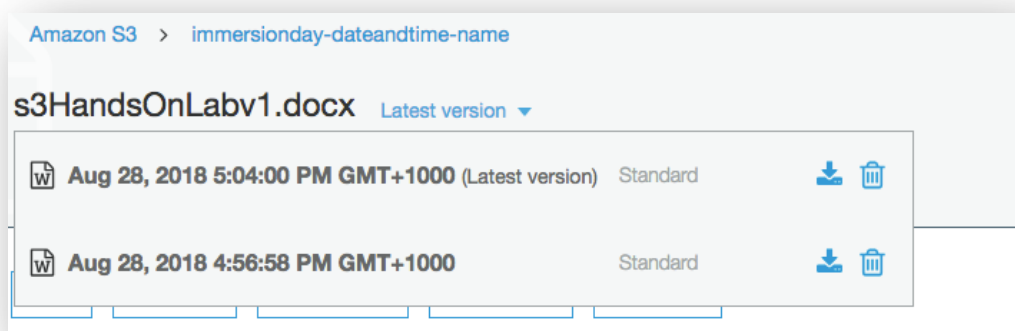 Amazon S3 > immersionday-dateandtime-name
s3HandsOnLabv1.docx Latest version
Aug 28, 2018 5:04:00 PM GMT+1000 (Latest version) Standard
Aug 28, 2018 4:56:58 PM GMT+1000 Standard